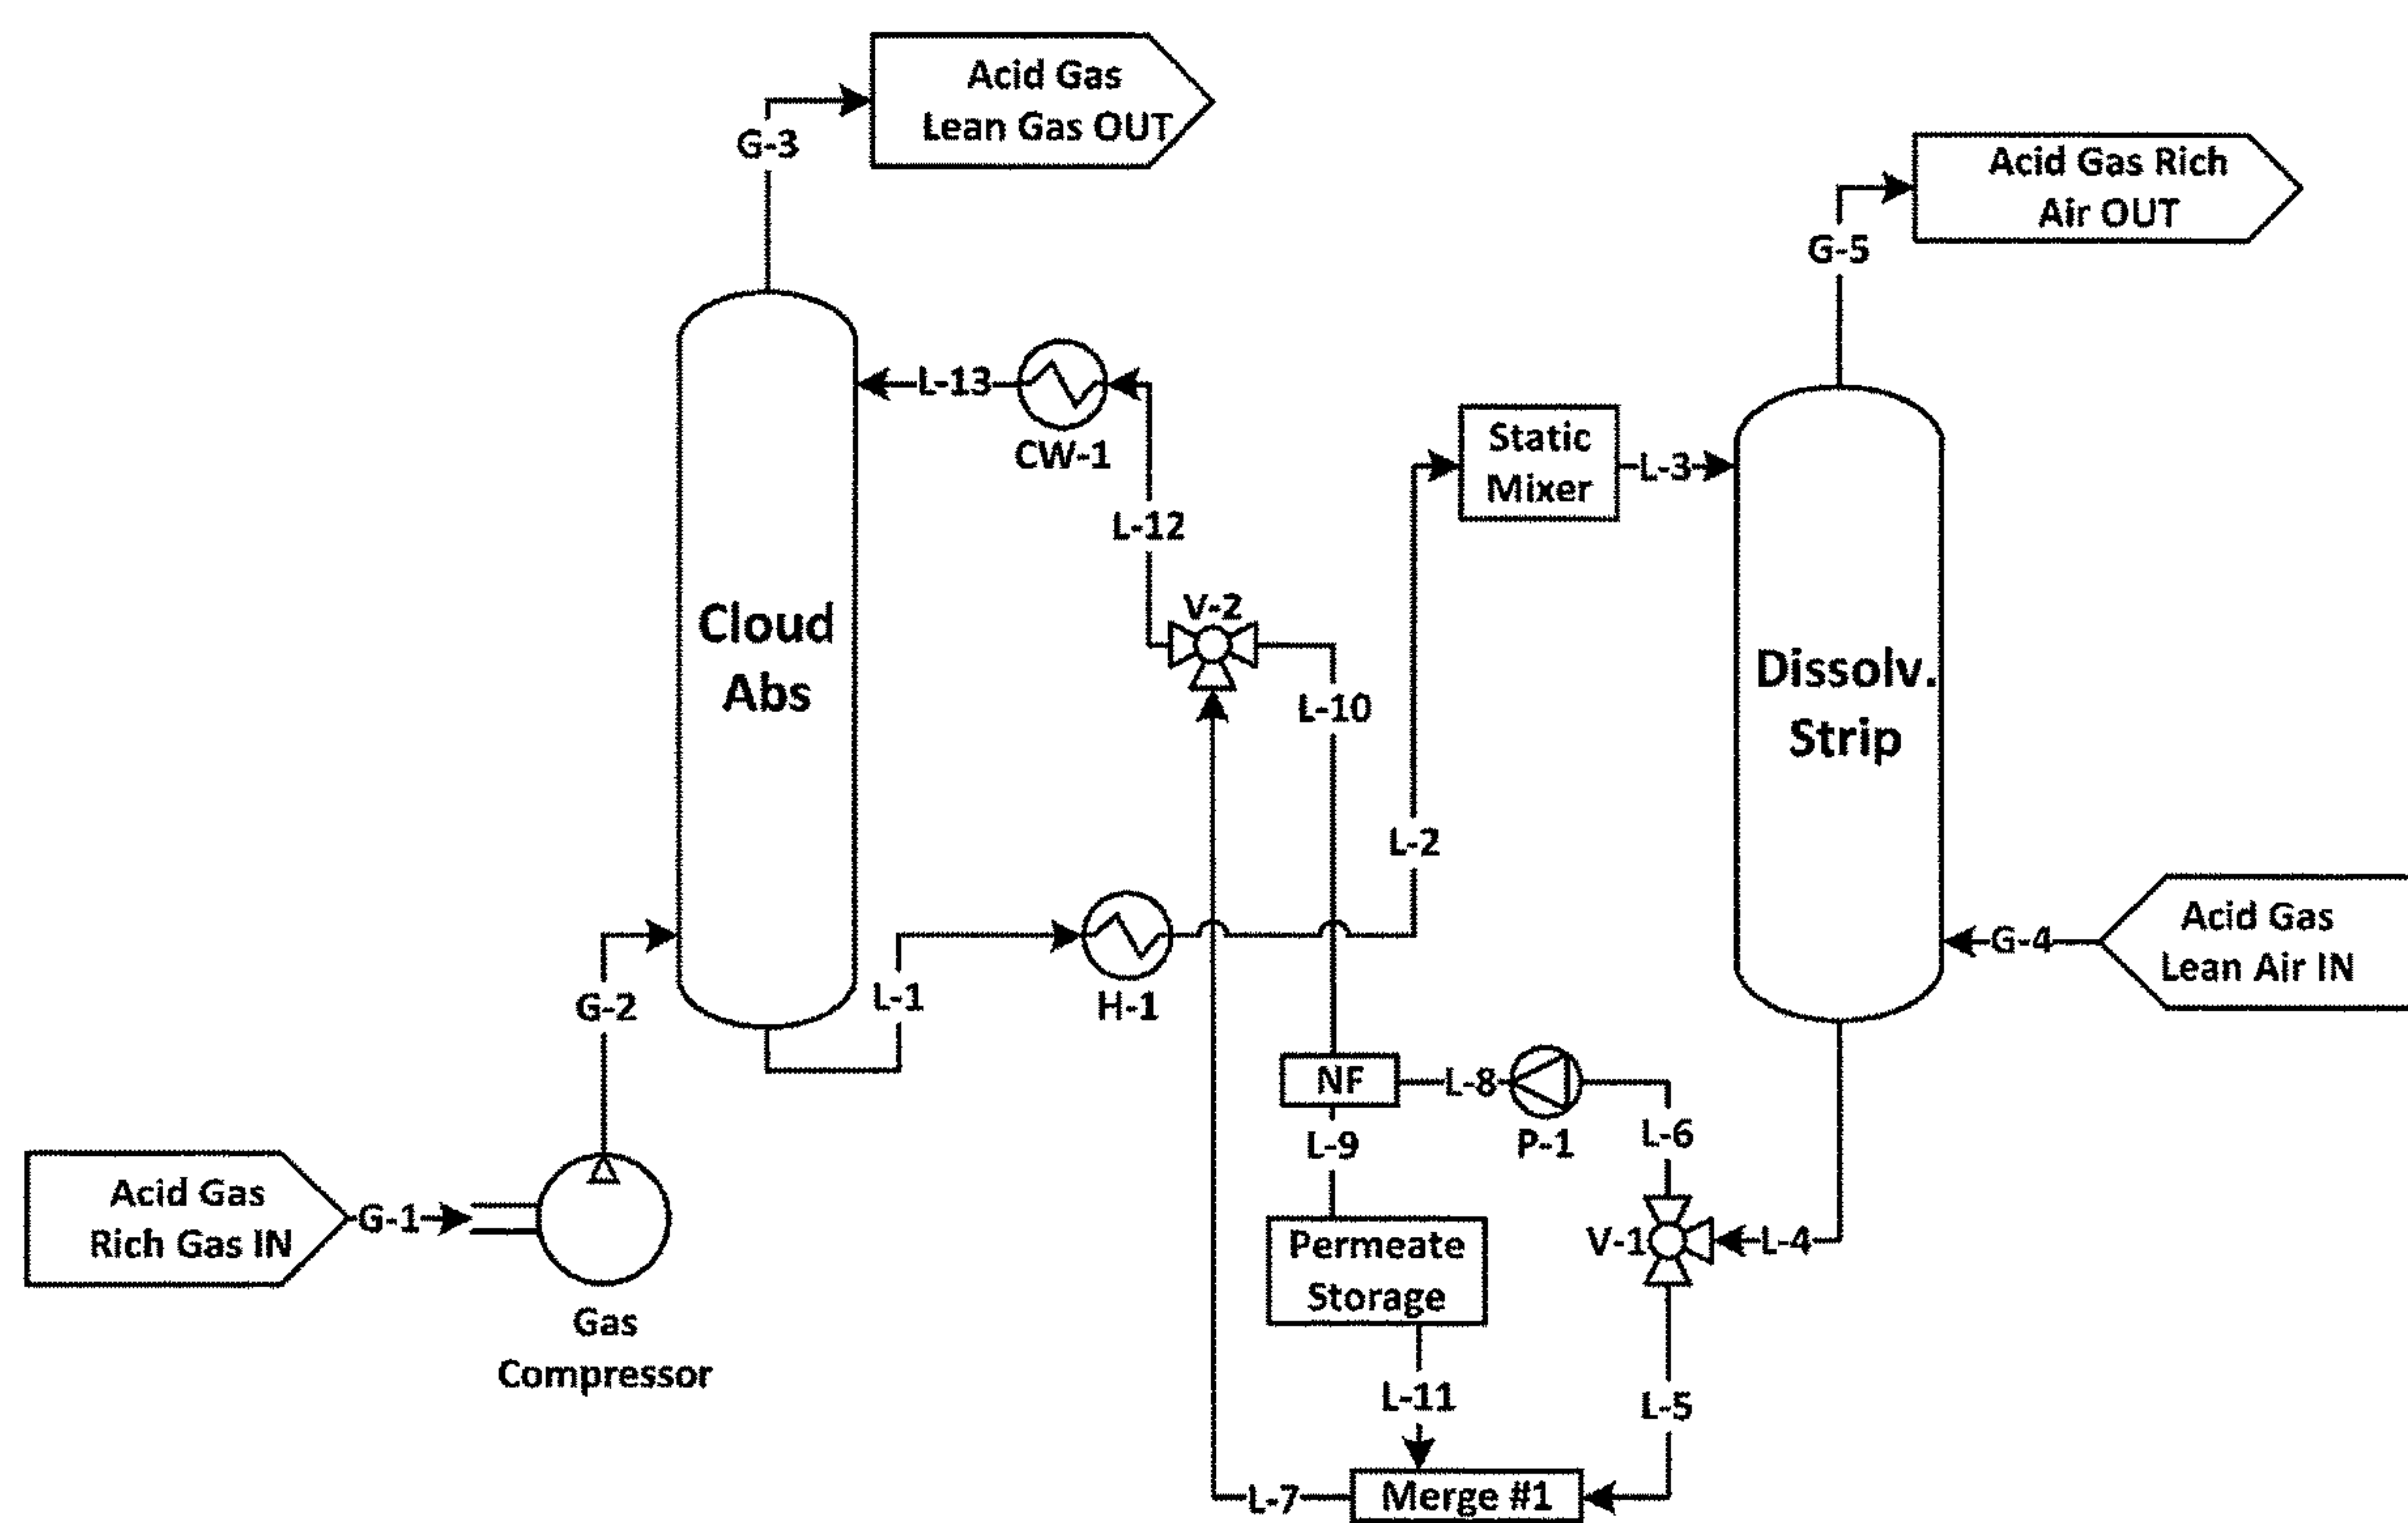 Acid Gas
Lean Gas OUT
G-3
Acid Gas Rich
Air OUT
G-5
L-13
CW-1
Static
Mixer
L-3
L-12
V-2
Cloud
Abs
Dissolv.
Strip
L-10
L-2
Acid Gas
Lean Air IN
G-4
G-2
L-1
H-1
NF
L-8
P-1
L-6
L-9
Acid Gas
Rich Gas IN
G-1
Permeate
Storage
V-1
L-4
Gas
Compressor
L-11
L-5
L-7
Merge #1